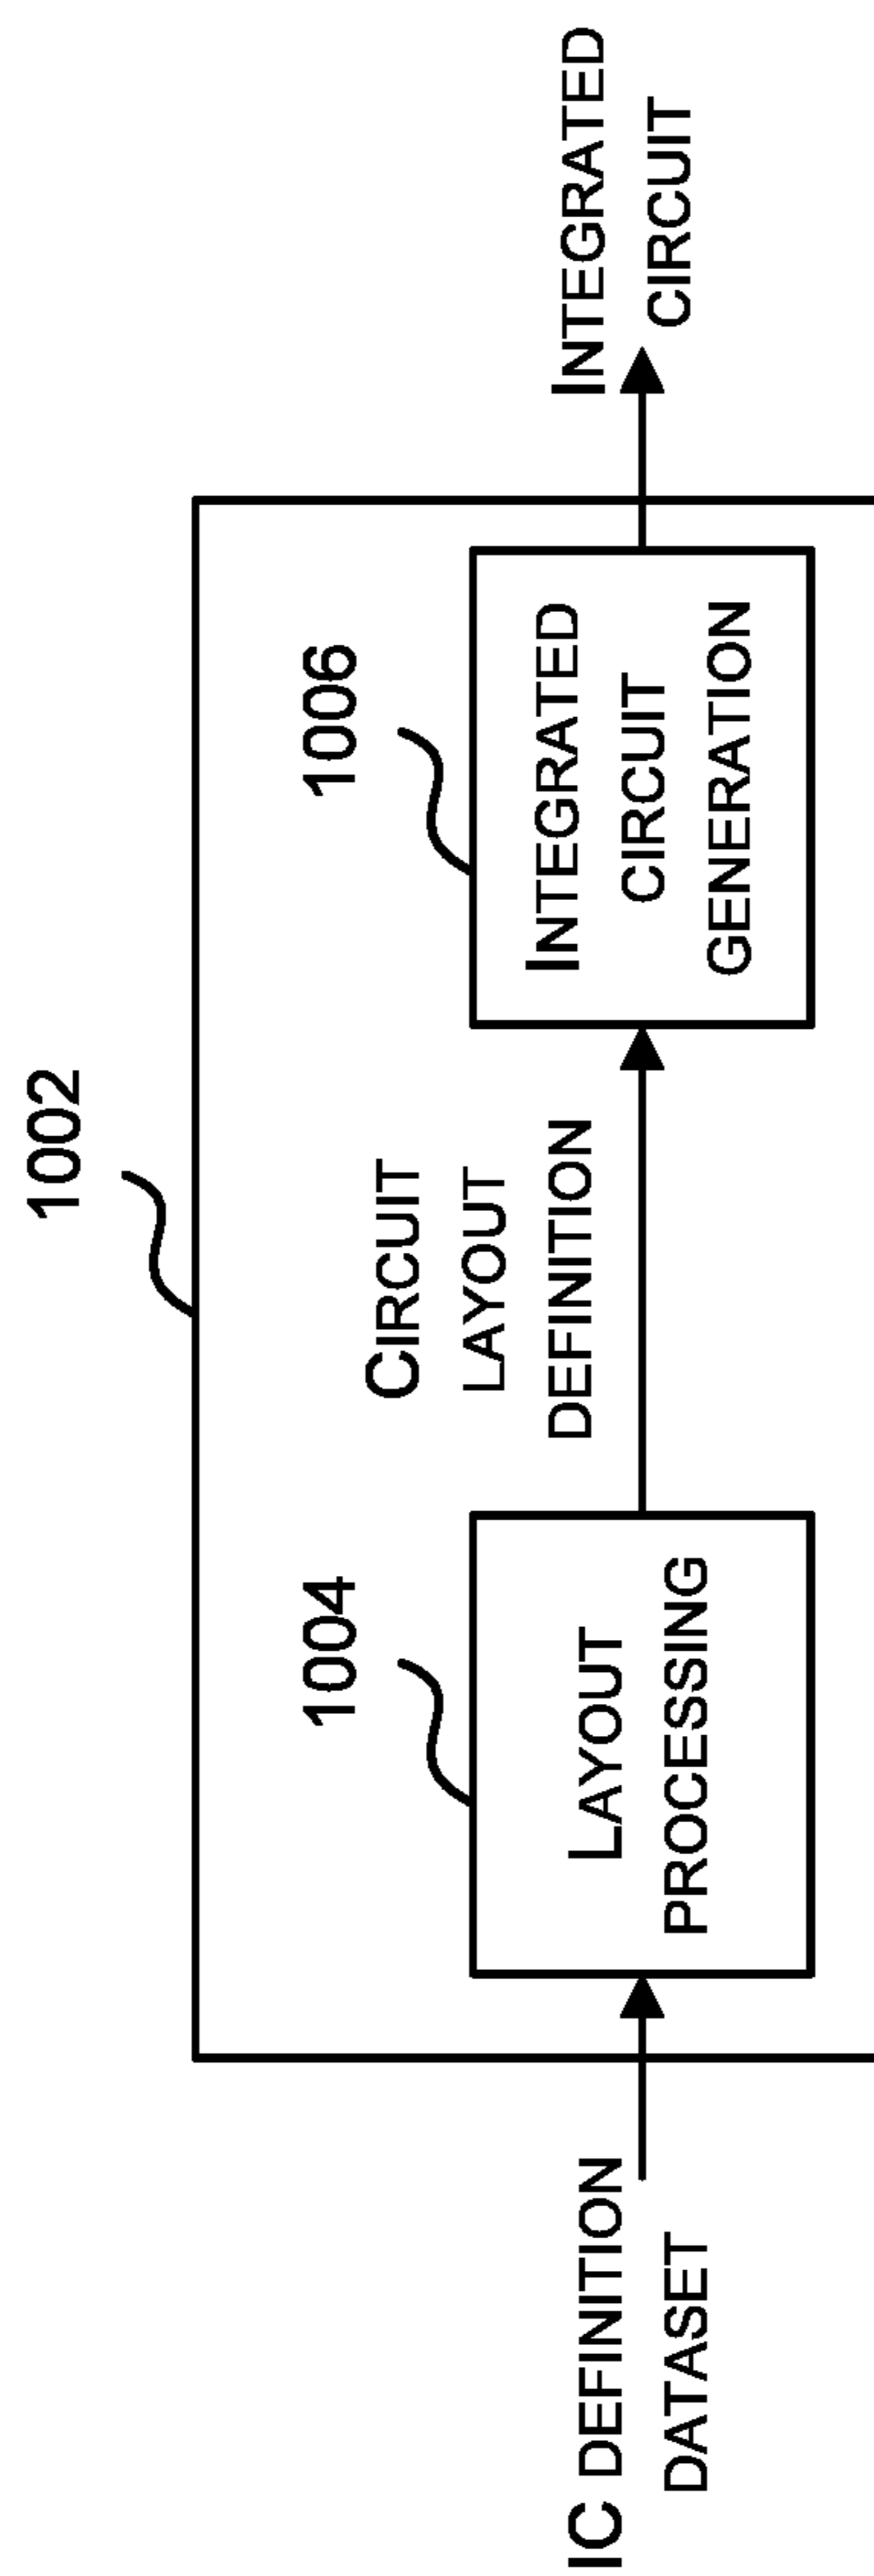 1002
1004
1006
IC DEFINITION
DATASET
LAYOUT
PROCESSING
CIRCUIT
LAYOUT
DEFINITION
INTEGRATED
CIRCUIT
GENERATION
INTEGRATED
CIRCUIT